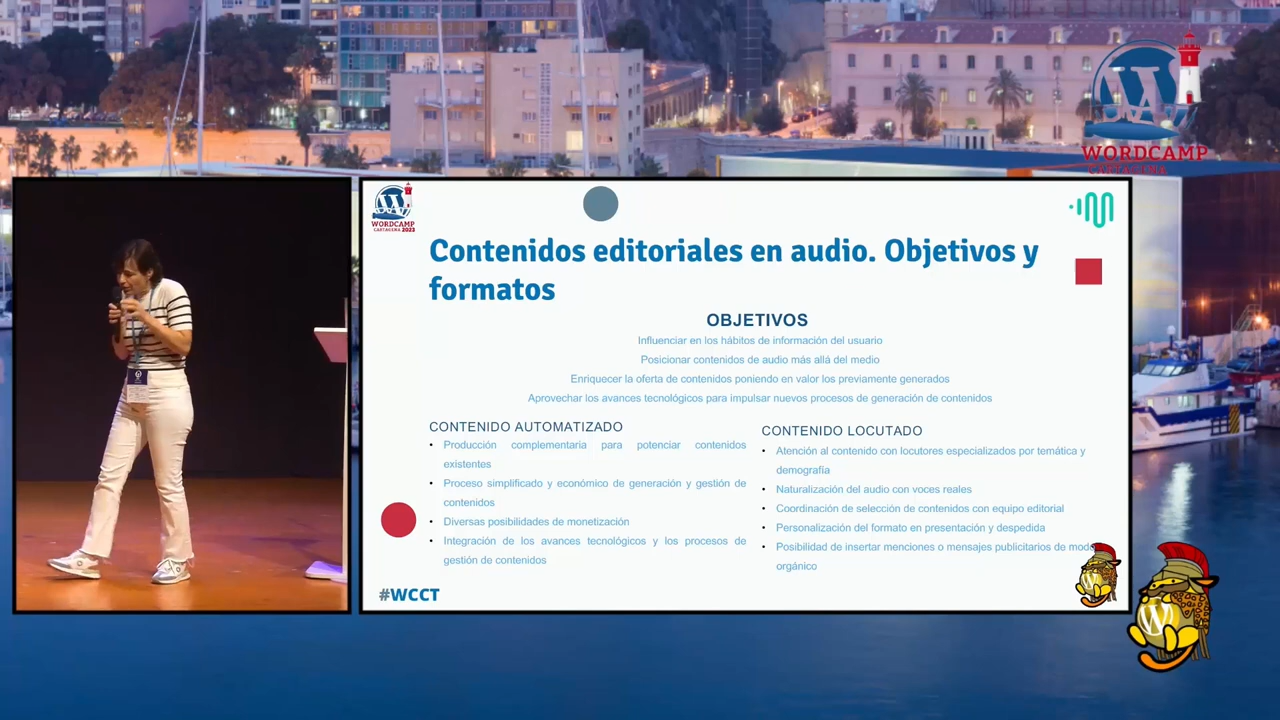 WORDCAMP
CARTAGENA
WORDCAMP
CARTAGENA 2023
Contenidos editoriales en audio. Objetivos y
formatos
OBJETIVOS
Influenciar en los hábitos de información del usuario
Posicionar contenidos de audio más allá del medio
Enriquecer la oferta de contenidos poniendo en valor los previamente generados
Aprovechar los avances tecnológicos para impulsar nuevos procesos de generación de contenidos
CONTENIDO AUTOMATIZADO
• Producción complementaria para potenciar contenidos
existentes
• Proceso simplificado y económico de generación y gestión de
contenidos
• Diversas posibilidades de monetización
• Integración de los avances tecnológicos y los procesos de
gestión de contenidos
CONTENIDO LOCUTADO
• Atención al contenido con locutores especializados por temática y
demografía
• Naturalización del audio con voces reales
• Coordinación de selección de contenidos con equipo editorial
• Personalización del formato en presentación y despedida
• Posibilidad de insertar menciones o mensajes publicitarios de modo
orgánico
#WCCT